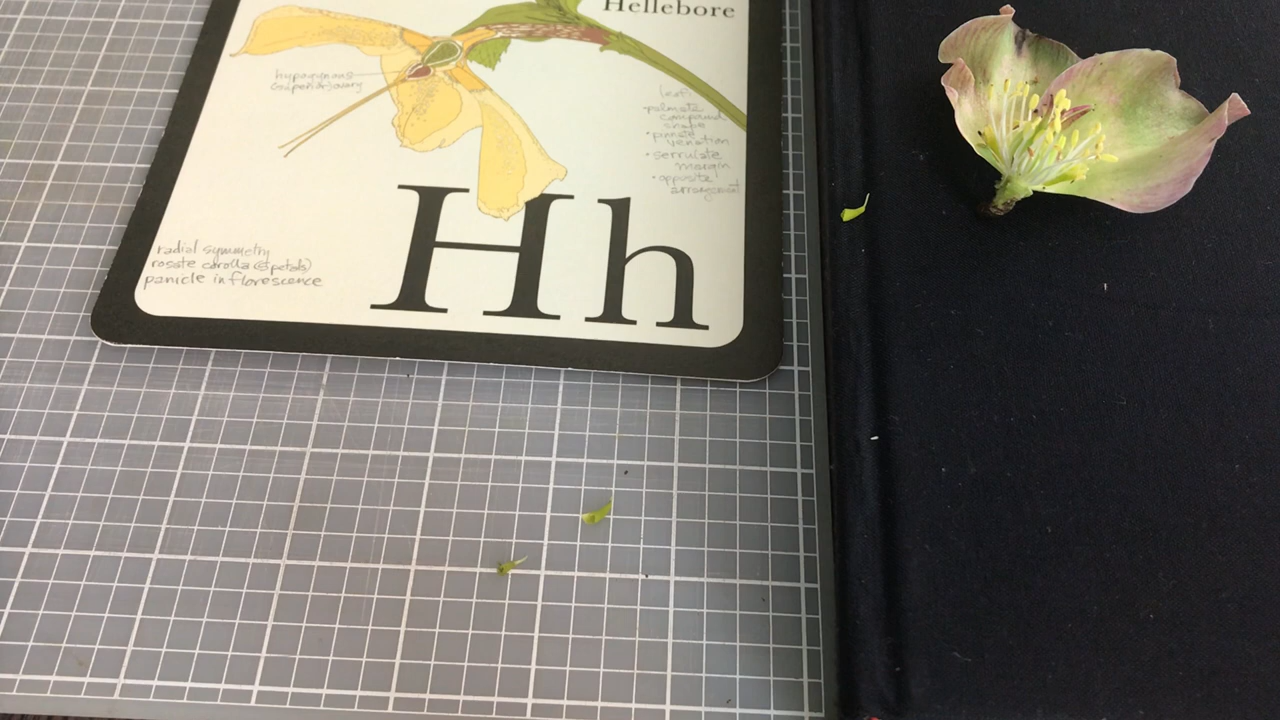 Hellebore
hypogynous
(superior) ovary
leaf:
•palmate
compound
shape
•pinnate
venation
•serrulate
margin
•opposite
arrangement
Hh
radial symmetry
rosate corolla (5 petals)
panicle inflorescence